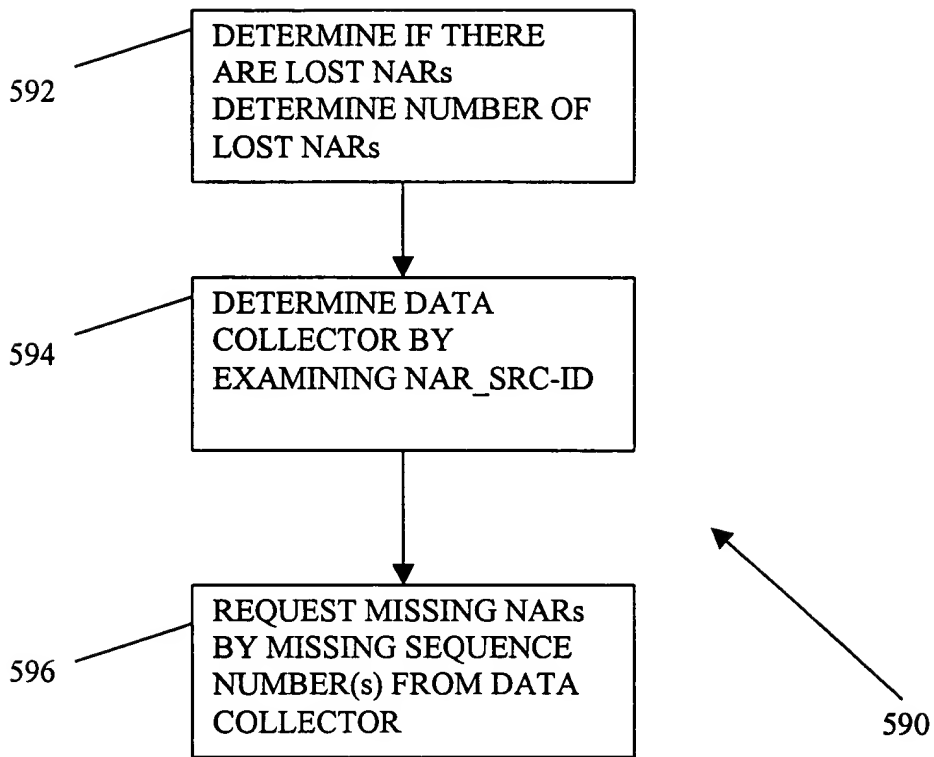 DETERMINE IF THERE
ARE LOST NARs
DETERMINE NUMBER OF
LOST NARs
592
DETERMINE DATA
COLLECTOR BY
EXAMINING NAR_SRC-ID
594
REQUEST MISSING NARs
BY MISSING SEQUENCE
NUMBER(s) FROM DATA
COLLECTOR
596
590